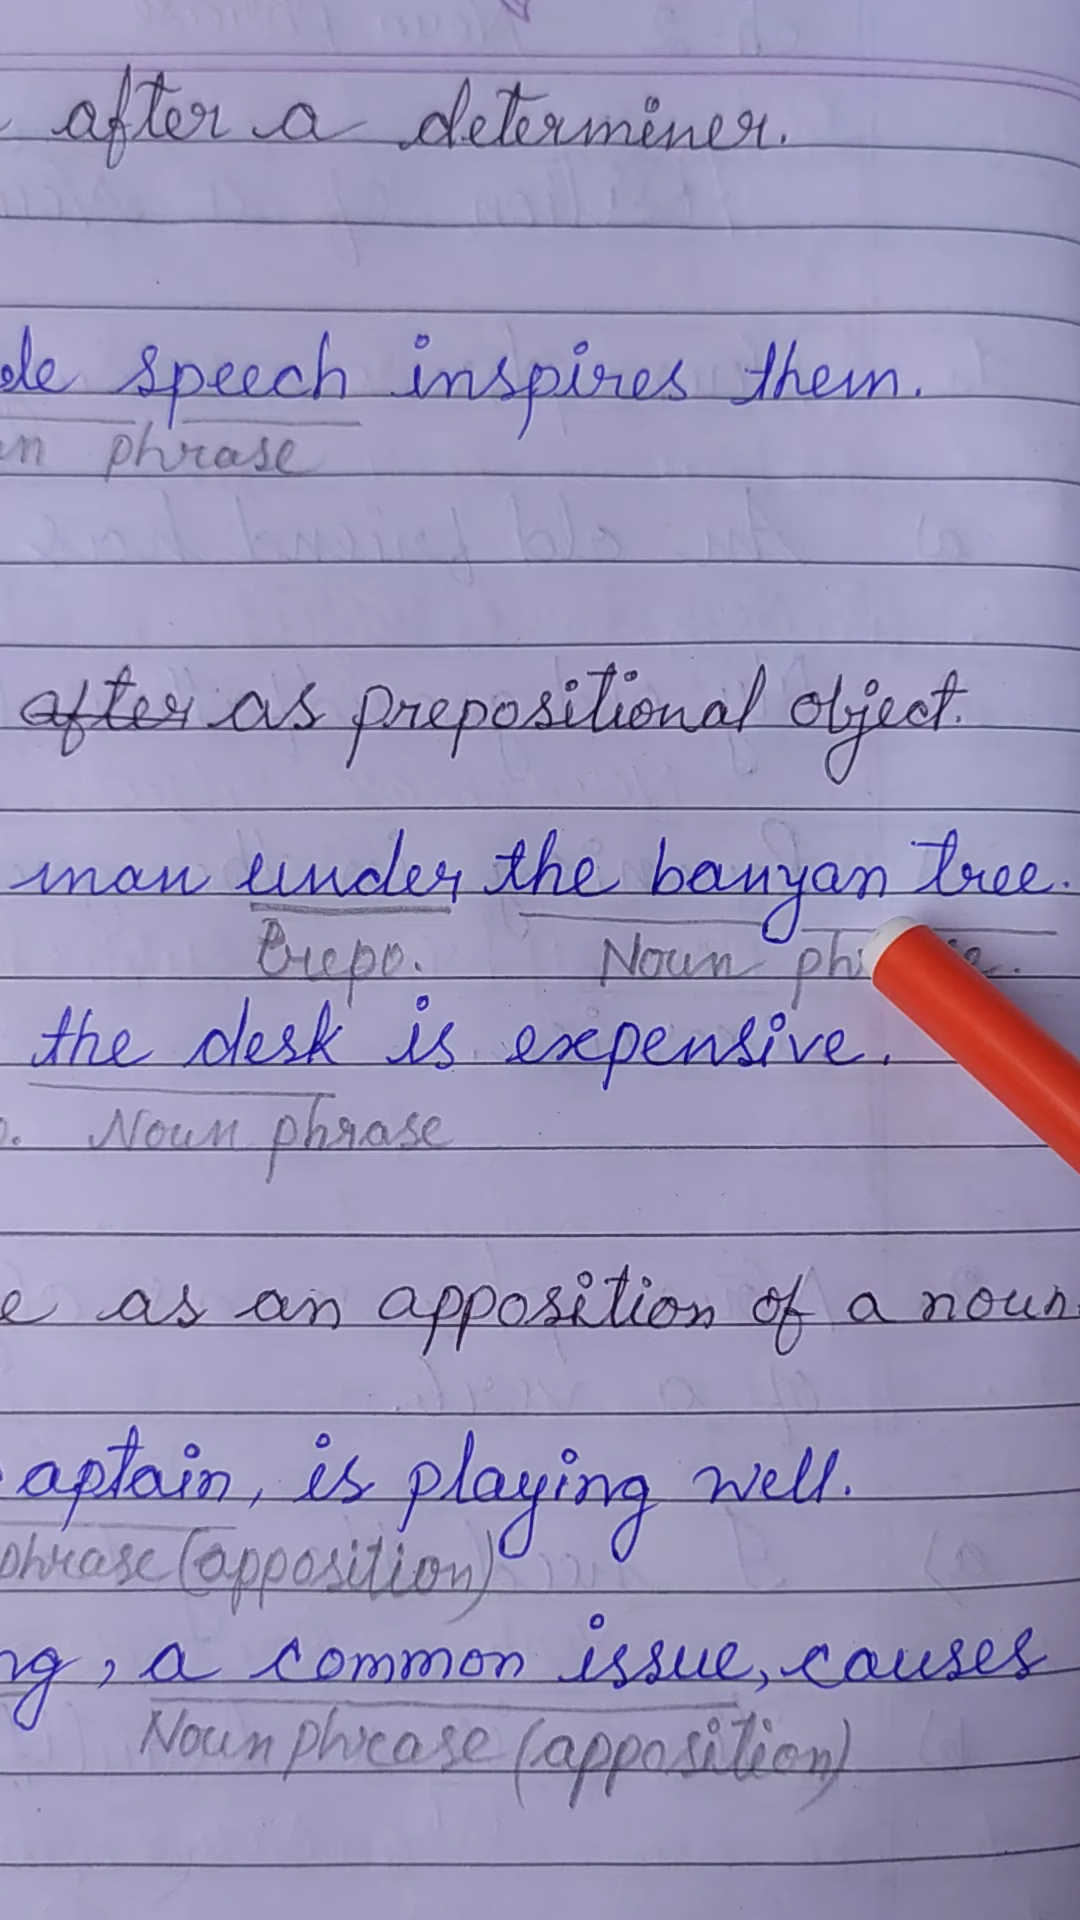 after a determiner.
speech inspires them.
phrase
after as prepositional object.
man under the banyan tree.
Prepo. Noun
the desk is expensive.
Noun phrase
as an apposition of a noun
aptain, is playing well.
phrase (apposition)
, a common issue, causes
Noun phrase (apposition)